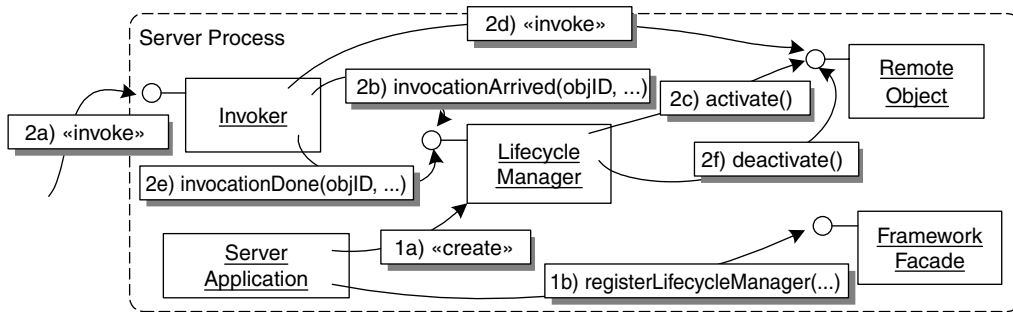 Server Process
2d) «invoke»
Remote
Object
2b) invocationArrived(objID, ...)
2c) activate()
Invoker
2a) «invoke»
Lifecycle
Manager
2f) deactivate()
2e) invocationDone(objID, ...)
Server
Application
1a) «create»
Framework
Facade
1b) registerLifecycleManager(...)